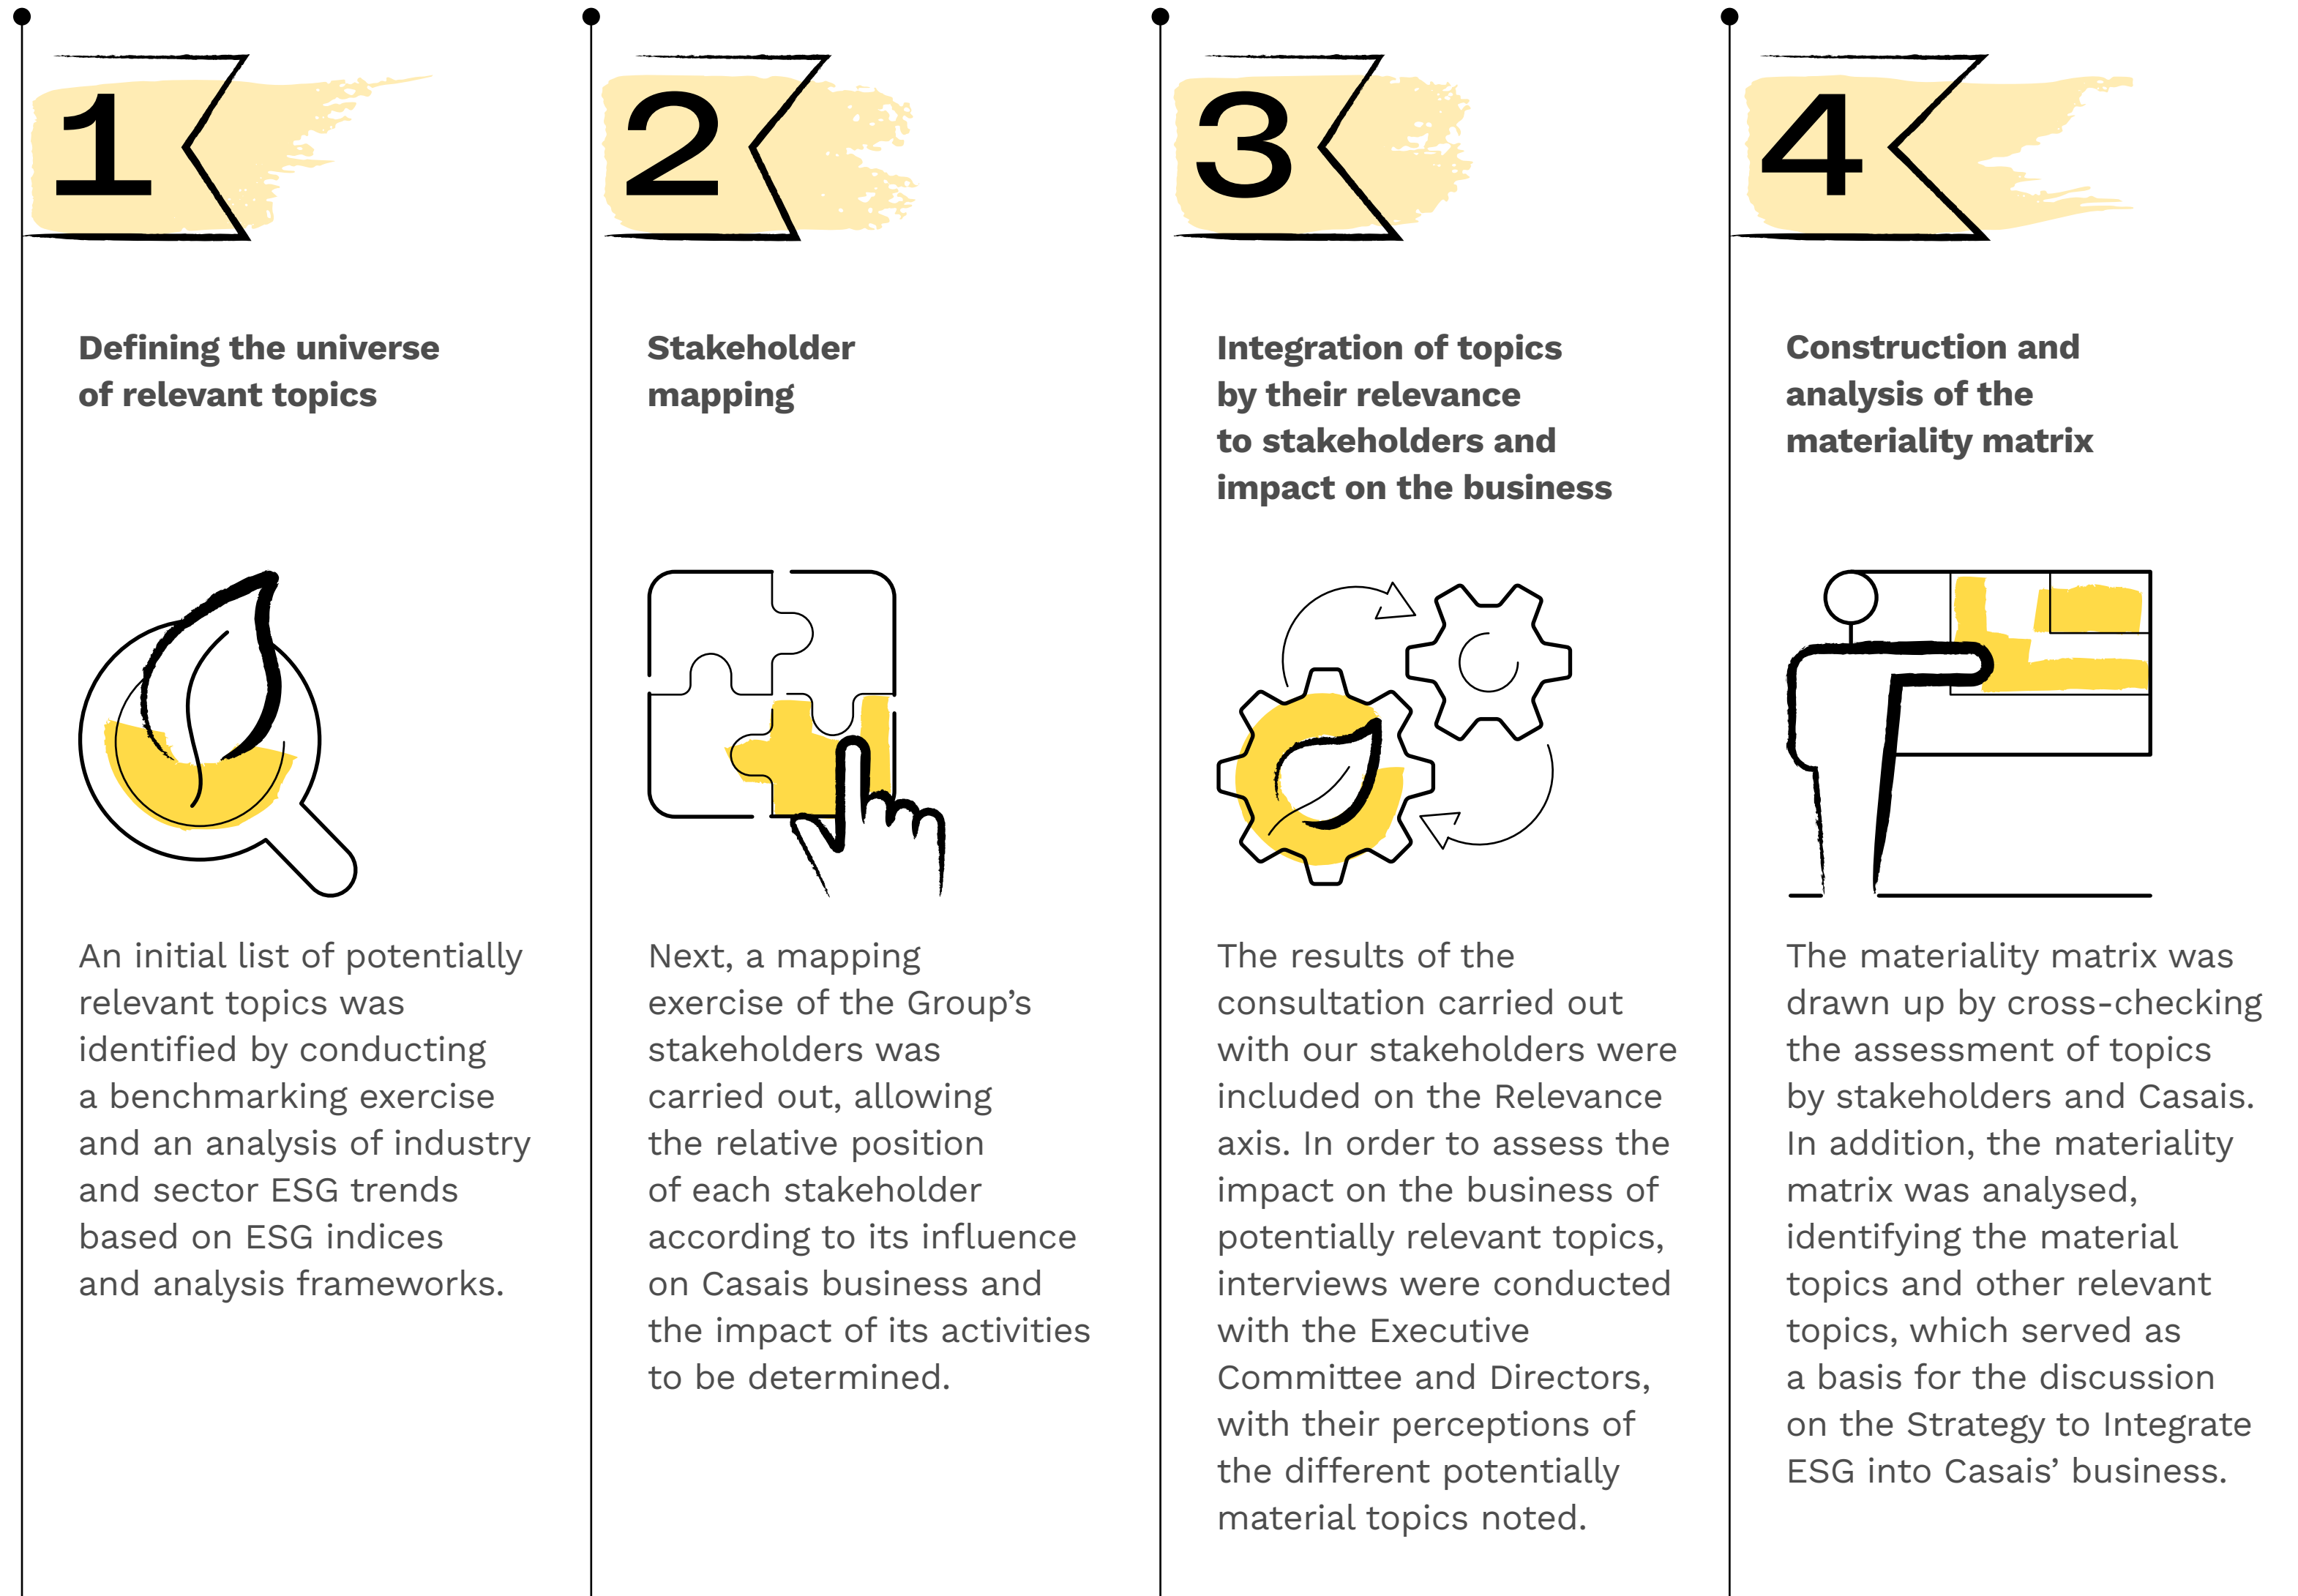 1
Defining the universe
of relevant topics
An initial list of potentially
relevant topics was
identified by conducting
a benchmarking exercise
and an analysis of industry
and sector ESG trends
based on ESG indices
and analysis frameworks.
2
Stakeholder
mapping
Next, a mapping
exercise of the Group’s
stakeholders was
carried out, allowing
the relative position
of each stakeholder
according to its influence
on Casais business and
the impact of its activities
to be determined.
3
Integration of topics
by their relevance
to stakeholders and
impact on the business
The results of the
consultation carried out
with our stakeholders were
included on the Relevance
axis. In order to assess the
impact on the business of
potentially relevant topics,
interviews were conducted
with the Executive
Committee and Directors,
with their perceptions of
the different potentially
material topics noted.
4
Construction and
analysis of the
materiality matrix
The materiality matrix was
drawn up by cross-checking
the assessment of topics
by stakeholders and Casais.
In addition, the materiality
matrix was analysed,
identifying the material
topics and other relevant
topics, which served as
a basis for the discussion
on the Strategy to Integrate
ESG into Casais’ business.